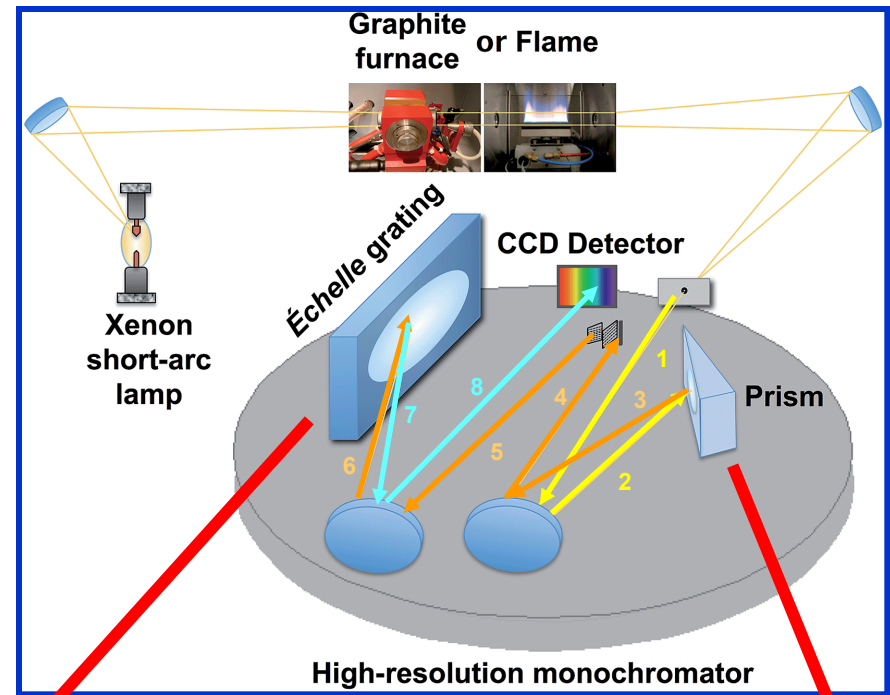 Graphite
furnace
or Flame
Échelle grating
CCD Detector
Xenon
short-arc
lamp
Prism
1
2
3
4
5
6
7
8
High-resolution monochromator